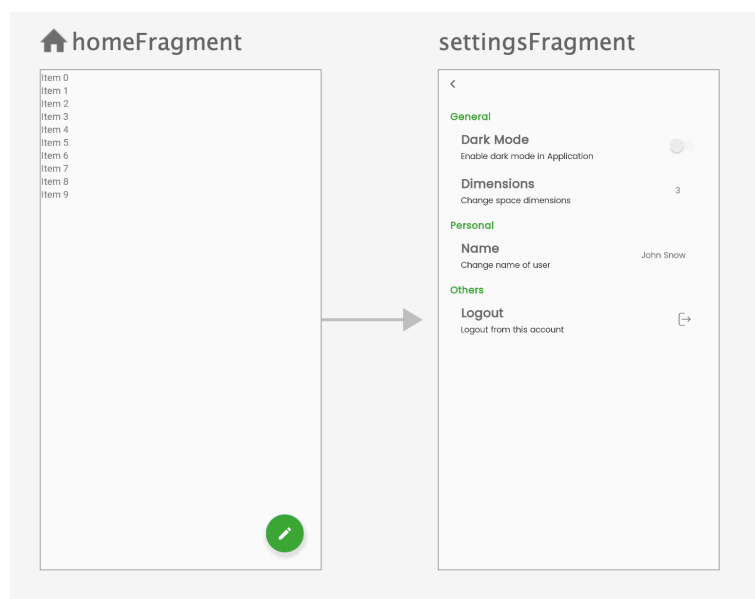 homeFragment
Item 0
Item 1
Item 2
Item 3
Item 4
Item 5
Item 6
Item 7
Item 8
Item 9
settingsFragment
General
Dark Mode
Enable dark mode in Application
Dimensions
Change space dimensions
3
Personal
Name
Change name of user
John Snow
Others
Logout
Logout from this account